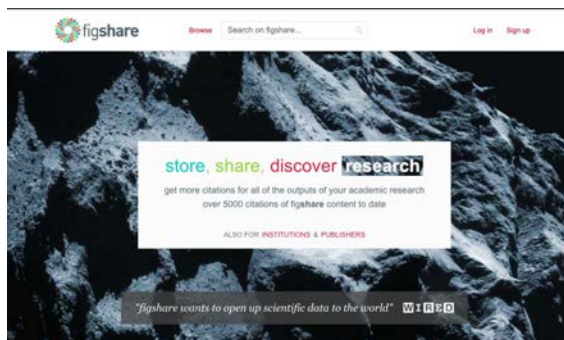 figshare
Browse
Search on figshare...
Log in
Sign up
store, share, discover research
get more citations for all of the outputs of your academic research
over 5000 citations of figshare content to date
ALSO FOR INSTITUTIONS & PUBLISHERS
"figshare wants to open up scientific data to the world" WIRED